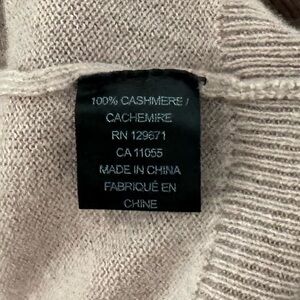 100% CASHMERE /
CACHEMIRE
RN 129671
CA 11055
MADE IN CHINA
FABRIQUÉ EN
CHINE